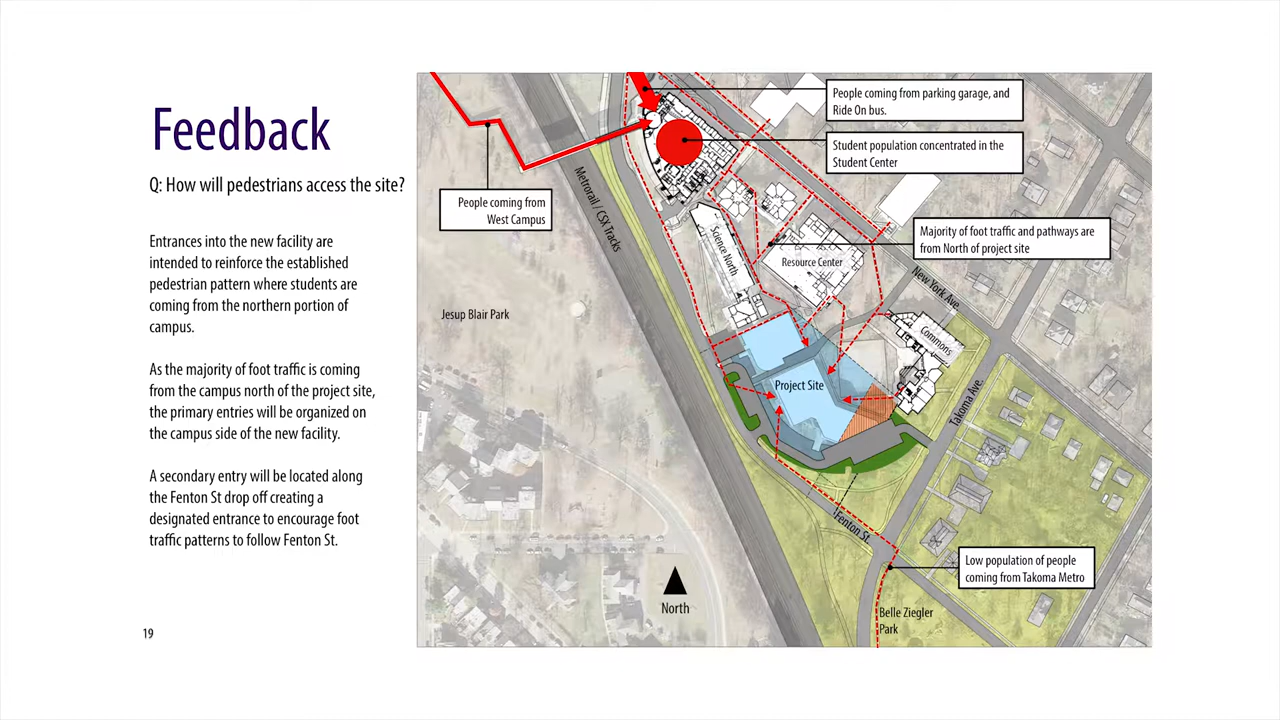 Feedback
Q: How will pedestrians access the site?
Entrances into the new facility are
intended to reinforce the established
pedestrian pattern where students are
coming from the northern portion of
campus.
As the majority of foot traffic is coming
from the campus north of the project site,
the primary entries will be organized on
the campus side of the new facility.
A secondary entry will be located along
the Fenton St drop off creating a
designated entrance to encourage foot
traffic patterns to follow Fenton St.
19
People coming from parking garage, and
Ride On bus.
Student population concentrated in the
Student Center
People coming from
West Campus
Metrorail / CSX Tracks
Majority of foot traffic and pathways are
from North of project site
Science North
Resource Center
New York Ave.
Jesup Blair Park
Commons
Project Site
Takoma Ave.
Fenton St.
Low population of people
coming from Takoma Metro
North
Belle Ziegler
Park